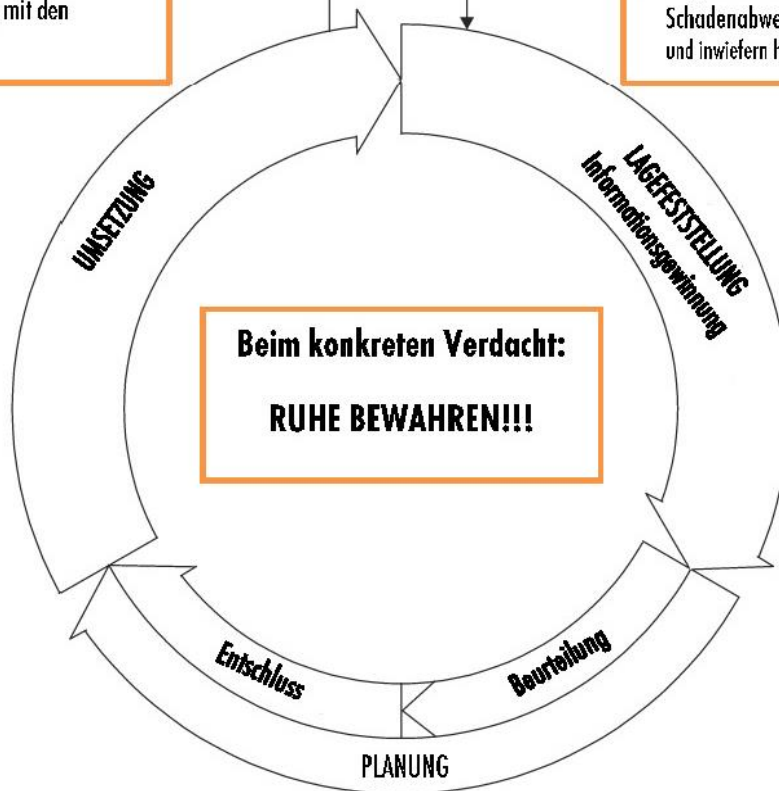 mit den
Schadenabwe
und inwiefern h
UMSETZUNG
LAGEFESTSTELLUNG
Informationsgewinnung
Beim konkreten Verdacht:
RUHE BEWAHREN!!!
Entschluss
Beurteilung
PLANUNG